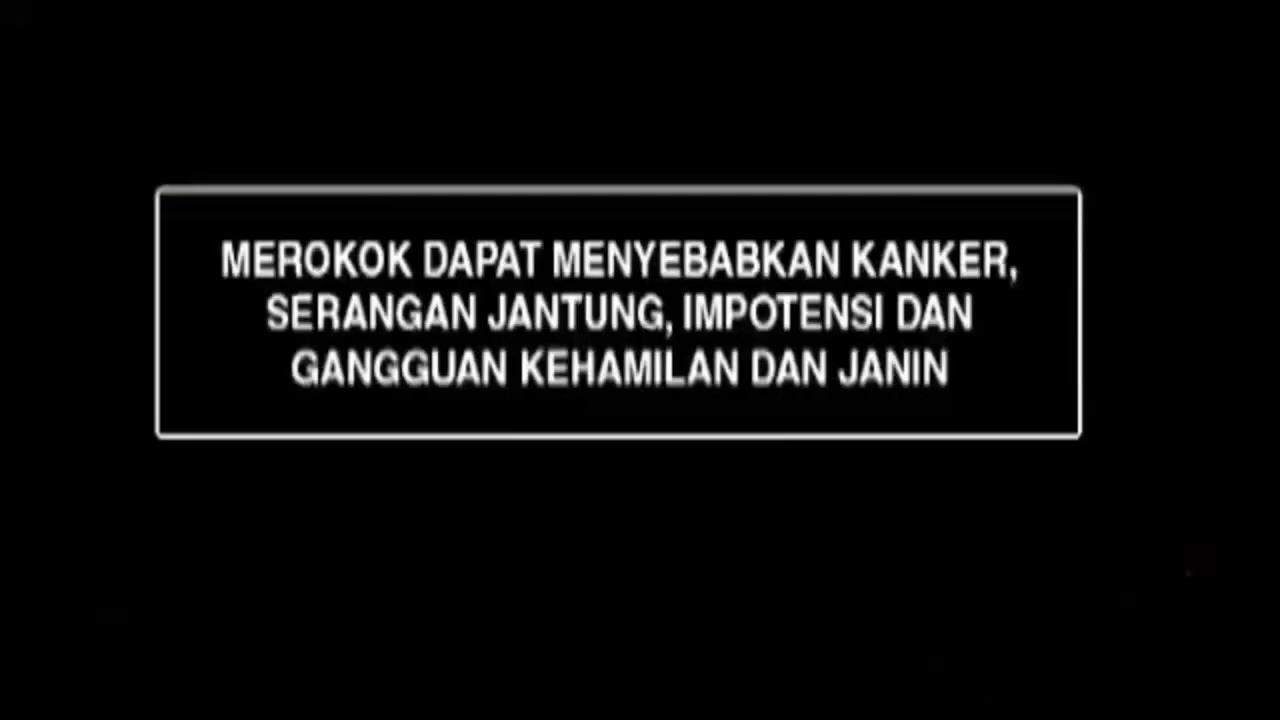 MEROKOK DAPAT MENYEBABKAN KANKER,
SERANGAN JANTUNG, IMPOTENSI DAN
GANGGUAN KEHAMILAN DAN JANIN